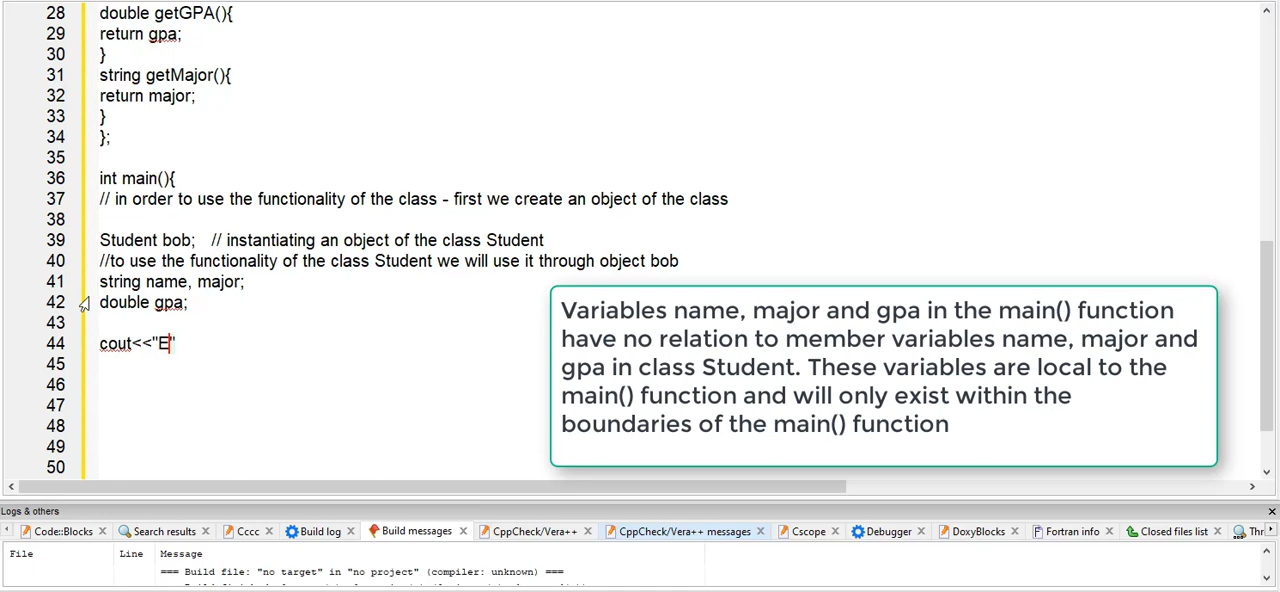 28 double getGPA(){
29 return gpa;
30 }
31 string getMajor(){
32 return major;
33 }
34 };
35
36 int main(){
37 // in order to use the functionality of the class - first we create an object of the class
38
39 Student bob; // instantiating an object of the class Student
40 //to use the functionality of the class Student we will use it through object bob
41 string name, major;
42 double gpa;
43
44 cout<<"E"
45
46
47
48
49
50
Variables name, major and gpa in the main() function
have no relation to member variables name, major and
gpa in class Student. These variables are local to the
main() function and will only exist within the
boundaries of the main() function
Logs & others
Code::Blocks Search results Cccc Build log Build messages CppCheck/Vera++ CppCheck/Vera++ messages Cscope Debugger DoxyBlocks Fortran info Closed files list Thr
File Line Message
=== Build file: "no target" in "no project" (compiler: unknown) ===